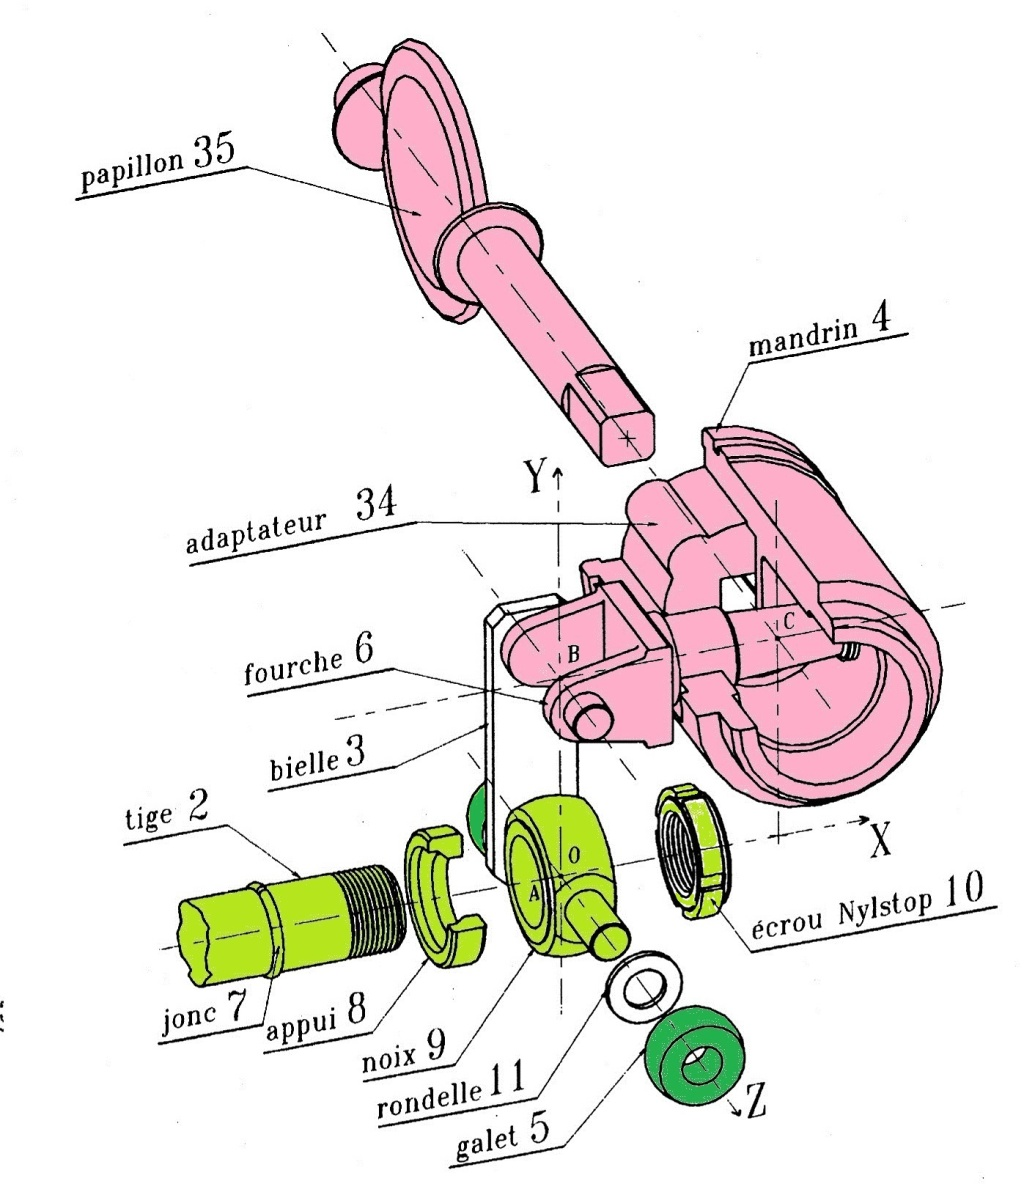 papillon 35
mandrin 4
Y
adaptateur 34
C
B
fourche 6
bielle 3
tige 2
X
O
A
écrou Nylstop 10
jonc 7
appui 8
noix 9
rondelle 11
Z
galet 5